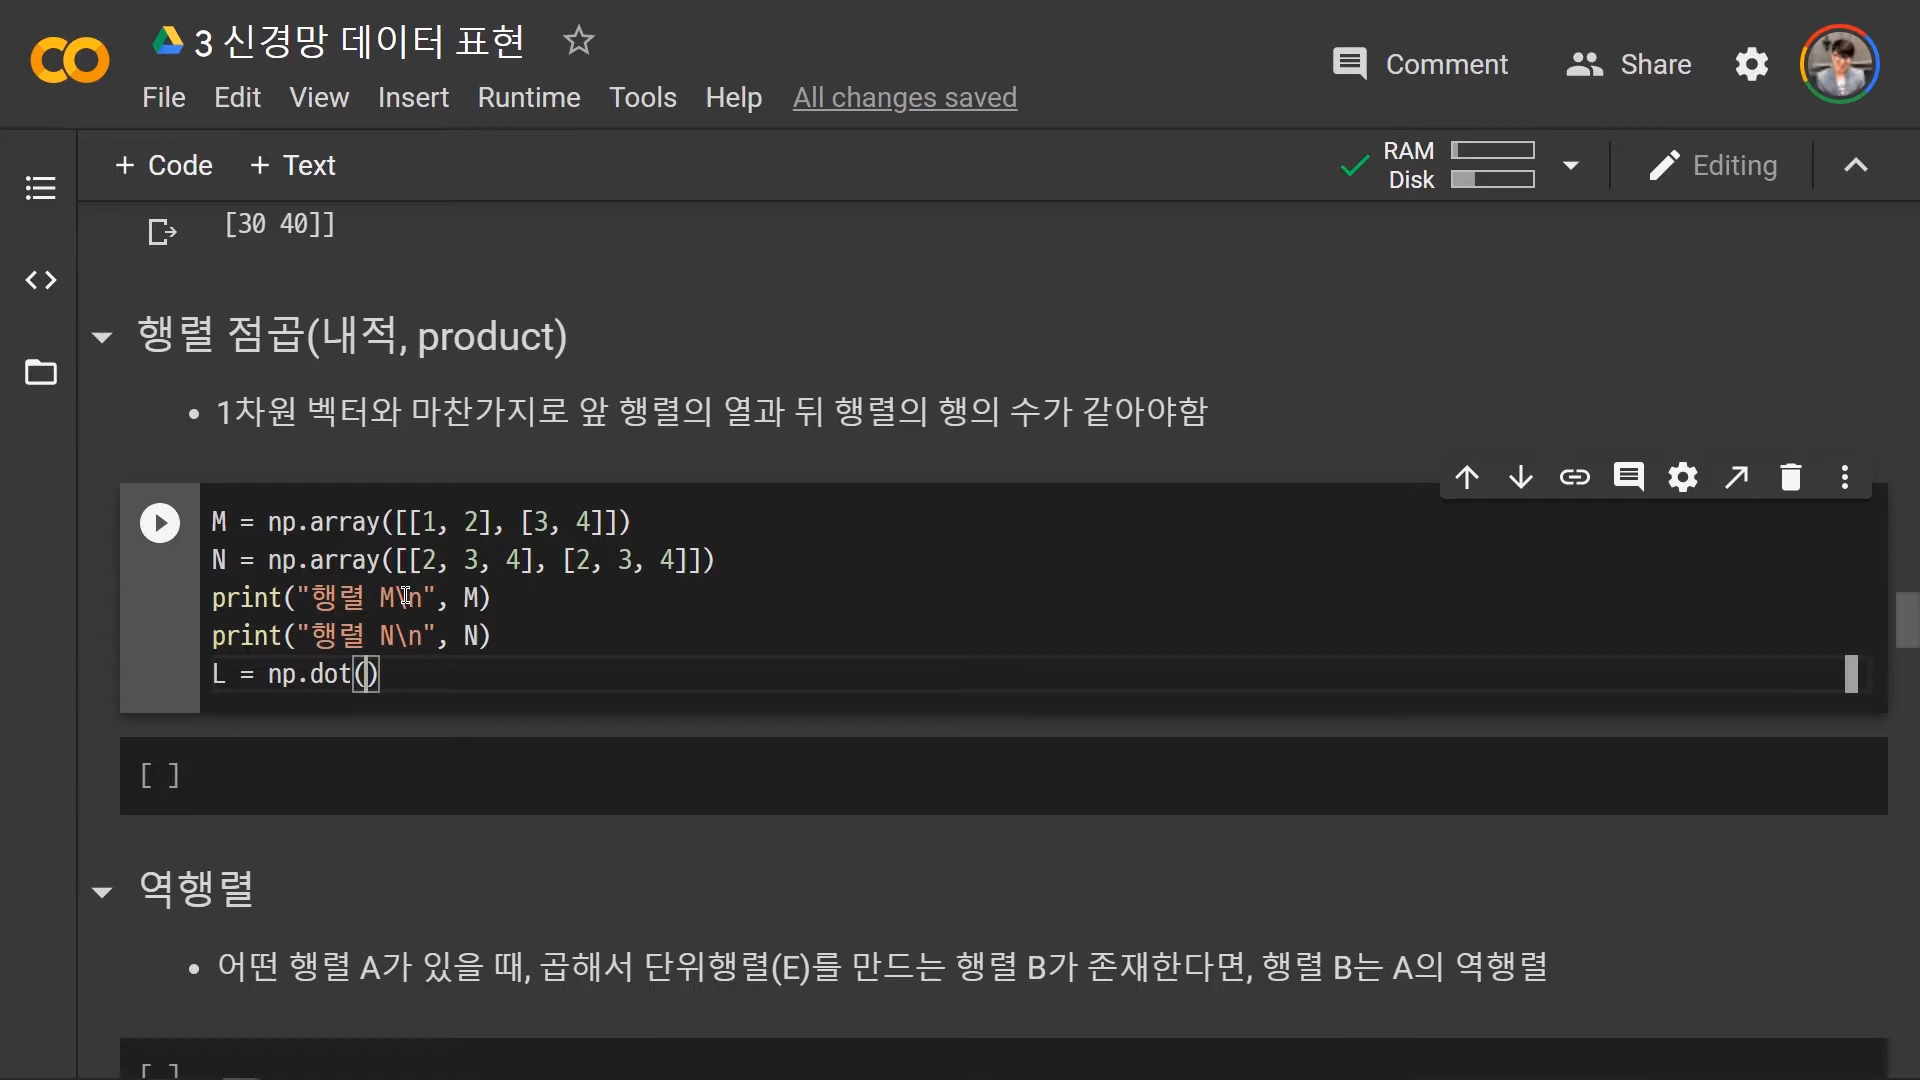 3 신경망 데이터 표현
Comment
Share
File Edit View Insert Runtime Tools Help All changes saved
+ Code + Text
RAM
Disk
Editing
[30 40]]
행렬 점곱(내적, product)
1차원 벡터와 마찬가지로 앞 행렬의 열과 뒤 행렬의 행의 수가 같아야함
M = np.array([[1, 2], [3, 4]])
N = np.array([[2, 3, 4], [2, 3, 4]])
print("행렬 M\n", M)
print("행렬 N\n", N)
L = np.dot()
[ ]
역행렬
어떤 행렬 A가 있을 때, 곱해서 단위행렬(E)를 만드는 행렬 B가 존재한다면, 행렬 B는 A의 역행렬
[ ]